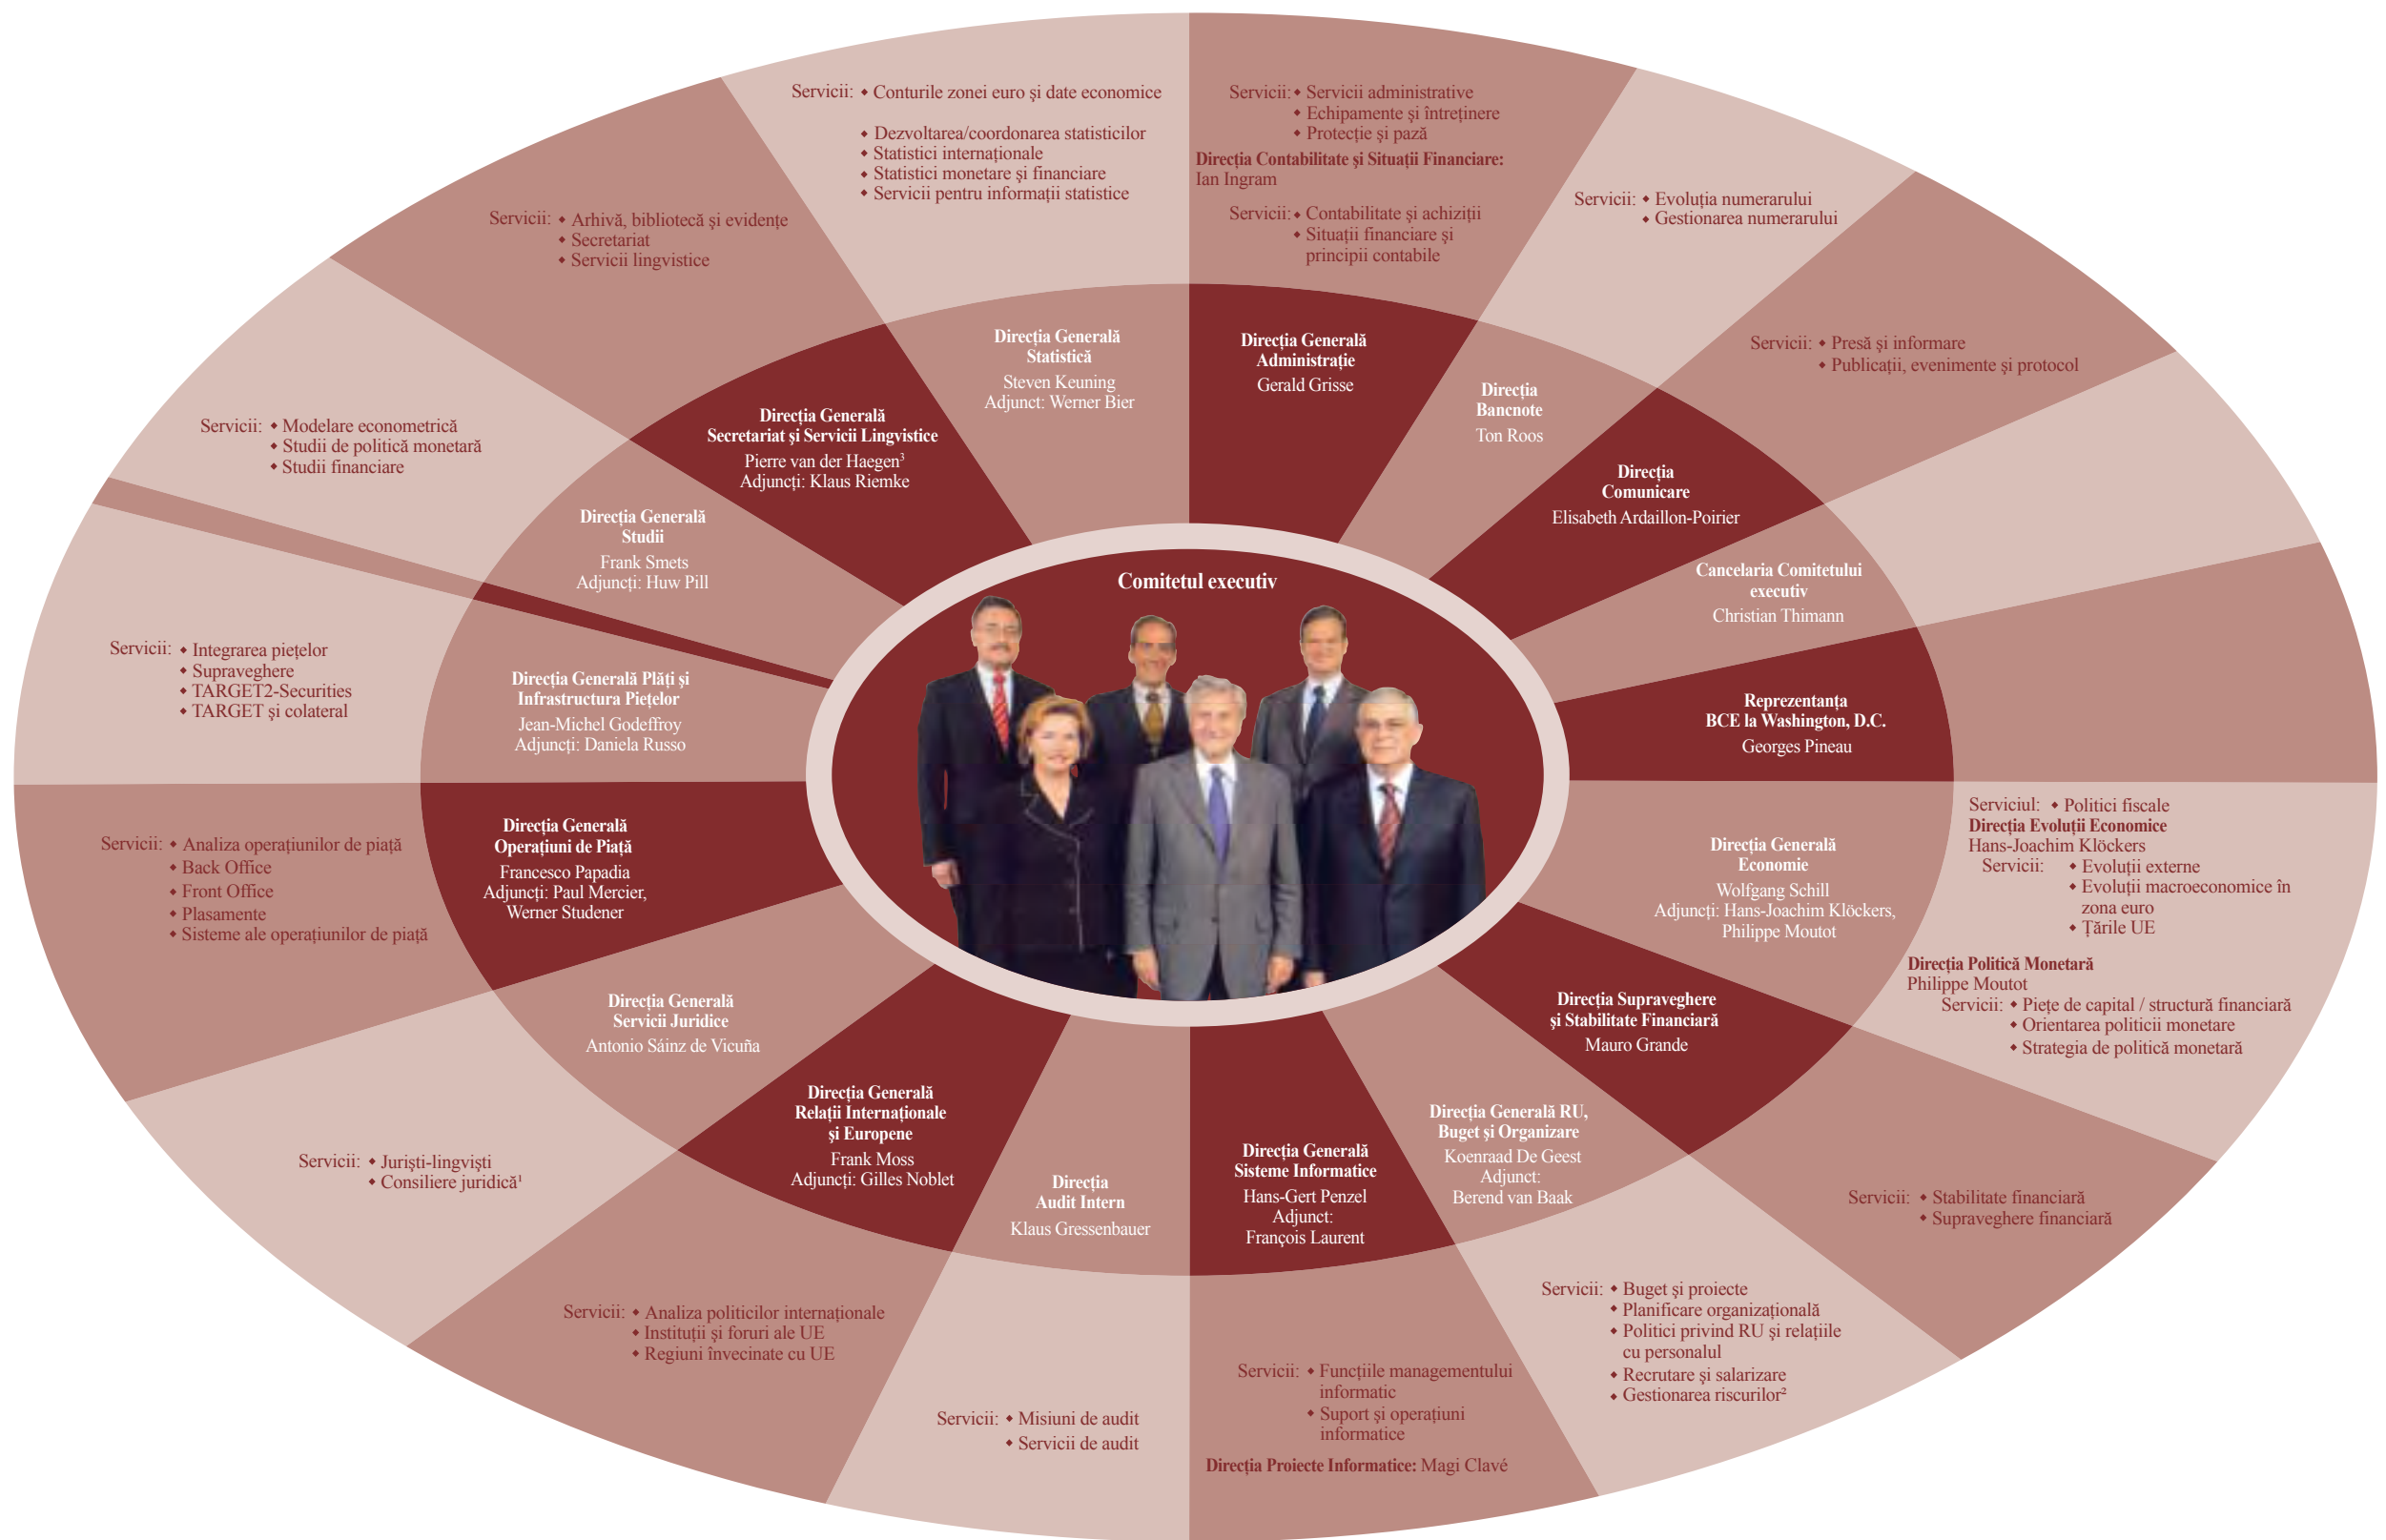 Comitetul executiv
Servicii: ◆ Servicii administrative
◆ Echipamente şi întreţinere
◆ Protecţie şi pază
Direcţia Contabilitate şi Situaţii Financiare:
Ian Ingram
Servicii: ◆ Contabilitate şi achiziţii
◆ Situaţii financiare şi
principii contabile
Direcţia Generală
Administraţie
Gerald Grisse
Servicii: ◆ Evoluţia numerarului
◆ Gestionarea numerarului
Direcţia
Bancnote
Ton Roos
Servicii: ◆ Presă şi informare
◆ Publicaţii, evenimente şi protocol
Direcţia
Comunicare
Elisabeth Ardaillon-Poirier
Cancelaria Comitetului
executiv
Christian Thimann
Reprezentanţa
BCE la Washington, D.C.
Georges Pineau
Direcţia Generală
Economie
Wolfgang Schill
Adjuncţi: Hans-Joachim Klöckers,
Philippe Moutot
Serviciul: ◆ Politici fiscale
Direcţia Evoluţii Economice
Hans-Joachim Klöckers
Servicii: ◆ Evoluţii externe
◆ Evoluţii macroeconomice în
zona euro
◆ Ţările UE
Direcţia Politică Monetară
Philippe Moutot
Servicii: ◆ Pieţe de capital / structură financiară
◆ Orientarea politicii monetare
◆ Strategia de politică monetară
Direcţia Supraveghere
şi Stabilitate Financiară
Mauro Grande
Servicii: ◆ Stabilitate financiară
◆ Supraveghere financiară
Direcţia Generală RU,
Buget şi Organizare
Koenraad De Geest
Adjunct:
Berend van Baak
Servicii: ◆ Buget şi proiecte
◆ Planificare organizaţională
◆ Politici privind RU şi relaţiile
cu personalul
◆ Recrutare şi salarizare
◆ Gestionarea riscurilor²
Direcţia Generală
Sisteme Informatice
Hans-Gert Penzel
Adjunct:
François Laurent
Servicii: ◆ Funcţiile managementului
informatic
◆ Suport şi operaţiuni
informatice
Direcţia Proiecte Informatice: Magi Clavé
Direcţia
Audit Intern
Klaus Gressenbauer
Servicii: ◆ Misiuni de audit
◆ Servicii de audit
Direcţia Generală
Relaţii Internaţionale
şi Europene
Frank Moss
Adjuncţi: Gilles Noblet
Servicii: ◆ Analiza politicilor internaţionale
◆ Instituţii şi foruri ale UE
◆ Regiuni învecinate cu UE
Direcţia Generală
Servicii Juridice
Antonio Sáinz de Vicuña
Servicii: ◆ Jurişti-lingvişti
◆ Consiliere juridică¹
Direcţia Generală
Operaţiuni de Piaţă
Francesco Papadia
Adjuncţi: Paul Mercier,
Werner Studener
Servicii: ◆ Analiza operaţiunilor de piaţă
◆ Back Office
◆ Front Office
◆ Plasamente
◆ Sisteme ale operaţiunilor de piaţă
Direcţia Generală Plăţi şi
Infrastructura Pieţelor
Jean-Michel Godeffroy
Adjuncţi: Daniela Russo
Servicii: ◆ Integrarea pieţelor
◆ Supraveghere
◆ TARGET2-Securities
◆ TARGET şi colateral
Direcţia Generală
Studii
Frank Smets
Adjuncţi: Huw Pill
Servicii: ◆ Modelare econometrică
◆ Studii de politică monetară
◆ Studii financiare
Direcţia Generală
Secretariat şi Servicii Lingvistice
Pierre van der Haegen³
Adjuncţi: Klaus Riemke
Servicii: ◆ Arhivă, bibliotecă şi evidenţe
◆ Secretariat
◆ Servicii lingvistice
Direcţia Generală
Statistică
Steven Keuning
Adjunct: Werner Bier
Servicii: ◆ Conturile zonei euro şi date economice
◆ Dezvoltarea/coordonarea statisticilor
◆ Statistici internaţionale
◆ Statistici monetare şi financiare
◆ Servicii pentru informaţii statistice